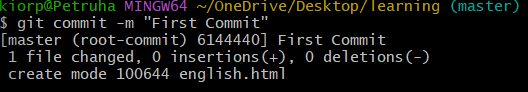 kiorp@Petruha MINGW64 ~/OneDrive/Desktop/learning (master)
$ git commit -m "First Commit"
[master (root-commit) 6144440] First Commit
 1 file changed, 0 insertions(+), 0 deletions(-)
 create mode 100644 english.html